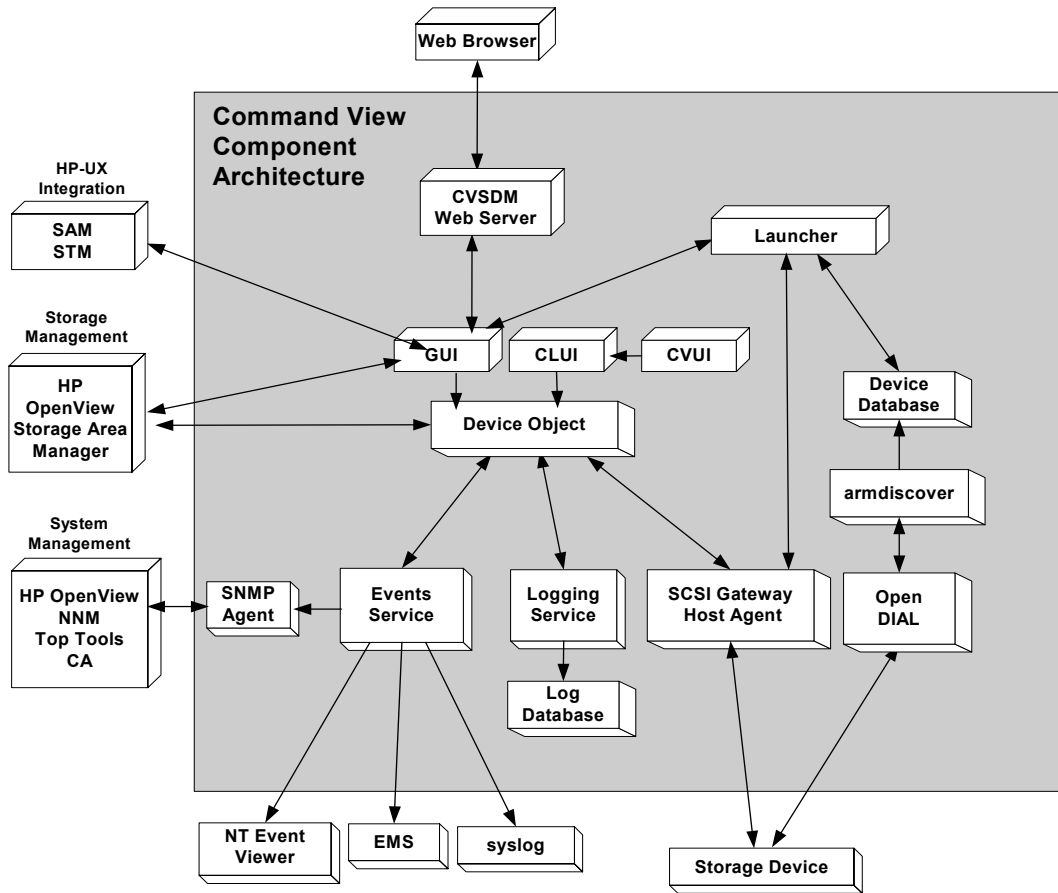 Web Browser
Command View
Component
Architecture
HP-UX
Integration
SAM
STM
CVSDM
Web Server
Launcher
Storage
Management
HP
OpenView
Storage Area
Manager
GUI
CLUI
CVUI
Device
Database
Device Object
armdiscover
System
Management
HP OpenView
NNM
Top Tools
CA
SNMP
Agent
Events
Service
Logging
Service
SCSI Gateway
Host Agent
Open
DIAL
Log
Database
NT Event
Viewer
EMS
syslog
Storage Device